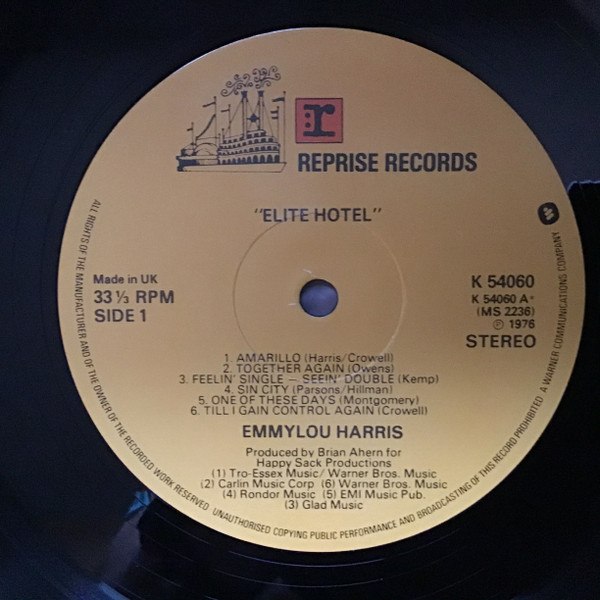 r
REPRISE RECORDS
"ELITE HOTEL"
Made in UK
33⅓ RPM
SIDE 1
K 54060
K 54060 A*
(MS 2236)
℗ 1976
STEREO
1. AMARILLO (Harris/Crowell)
2. TOGETHER AGAIN (Owens)
3. FEELIN' SINGLE — SEEIN' DOUBLE (Kemp)
4. SIN CITY (Parsons/Hillman)
5. ONE OF THESE DAYS (Montgomery)
6. TILL I GAIN CONTROL AGAIN (Crowell)
EMMYLOU HARRIS
Produced by Brian Ahern for
Happy Sack Productions
(1) Tro-Essex Music/Warner Bros. Music
(2) Carlin Music Corp (6) Warner Bros. Music
(4) Rondor Music (5) EMI Music Pub.
(3) Glad Music
ALL RIGHTS OF THE MANUFACTURER AND OF THE OWNER OF THE RECORDED WORK RESERVED UNAUTHORISED COPYING PUBLIC PERFORMANCE AND BROADCASTING OF THIS RECORD PROHIBITED A WARNER COMMUNICATIONS COMPANY